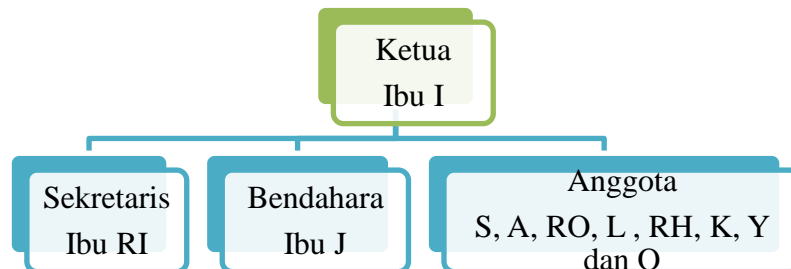 Ketua
Ibu I
Sekretaris
Ibu RI
Bendahara
Ibu J
Anggota
S, A, RO, L , RH, K, Y
dan O